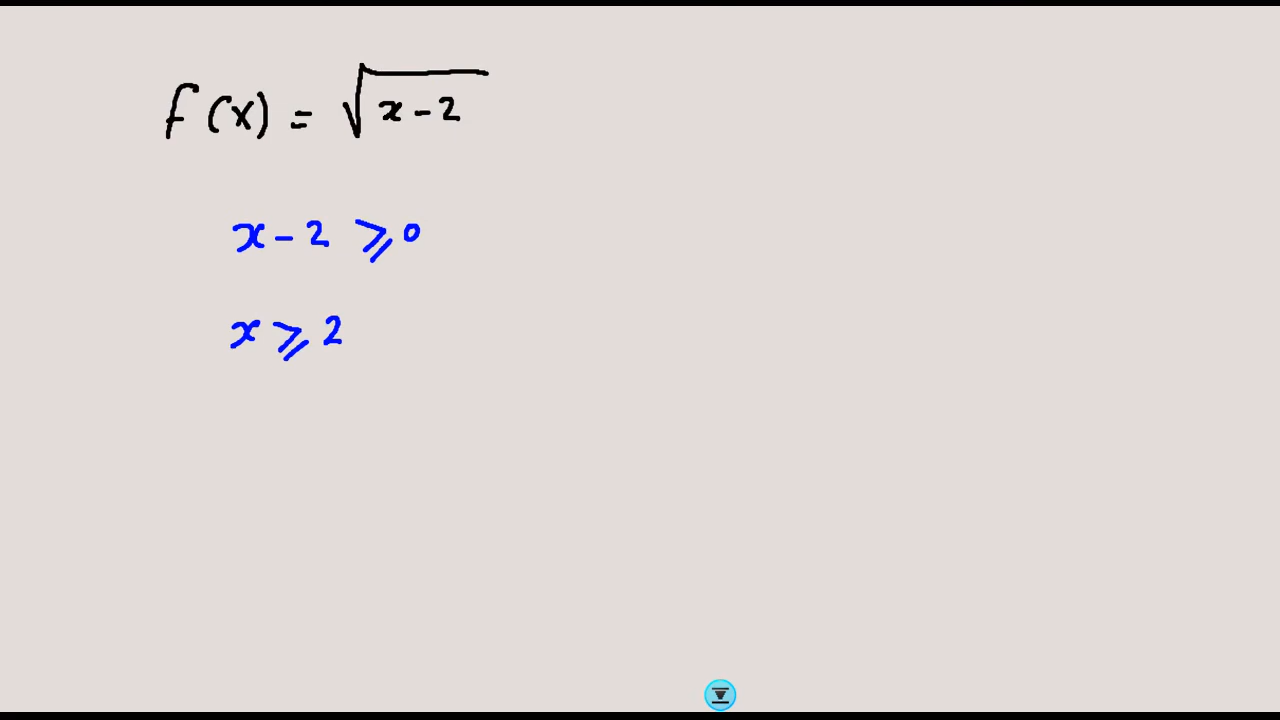 f(x) = √(x-2)
x-2 ⩾0
x ⩾ 2